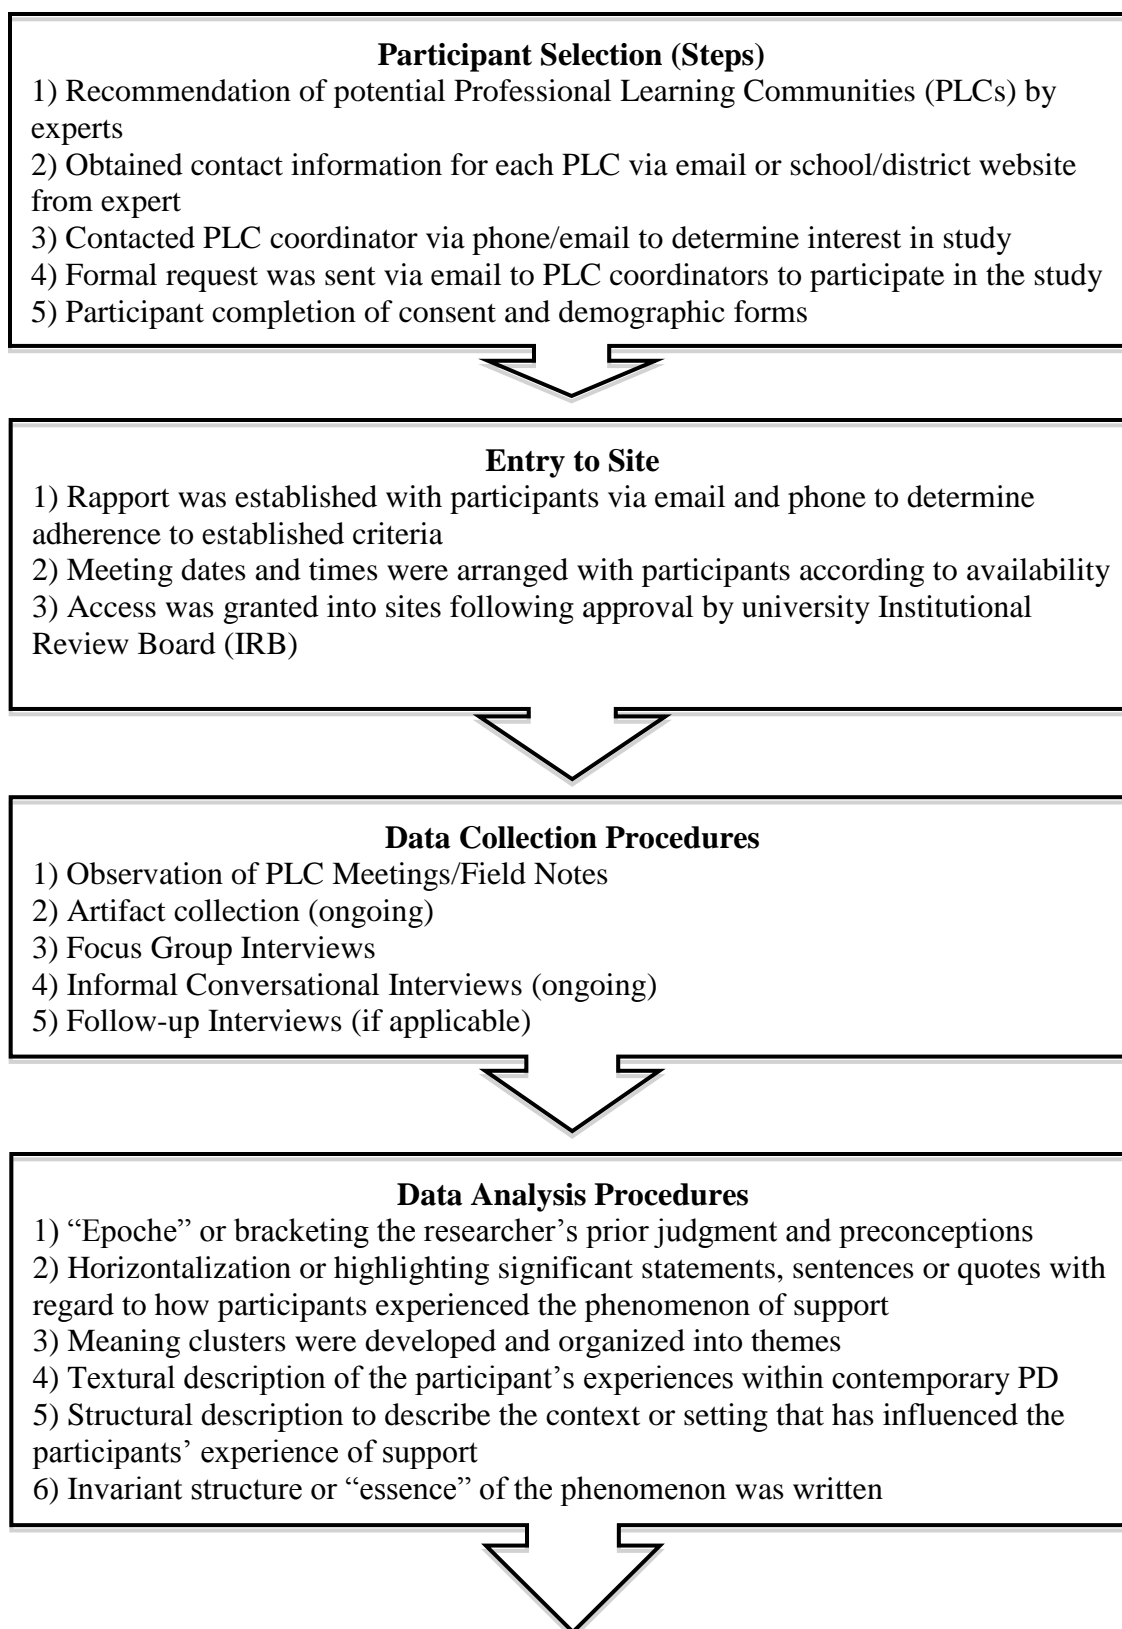 Participant Selection (Steps)
1) Recommendation of potential Professional Learning Communities (PLCs) by
experts
2) Obtained contact information for each PLC via email or school/district website
from expert
3) Contacted PLC coordinator via phone/email to determine interest in study
4) Formal request was sent via email to PLC coordinators to participate in the study
5) Participant completion of consent and demographic forms
Entry to Site
1) Rapport was established with participants via email and phone to determine
adherence to established criteria
2) Meeting dates and times were arranged with participants according to availability
3) Access was granted into sites following approval by university Institutional
Review Board (IRB)
Data Collection Procedures
1) Observation of PLC Meetings/Field Notes
2) Artifact collection (ongoing)
3) Focus Group Interviews
4) Informal Conversational Interviews (ongoing)
5) Follow-up Interviews (if applicable)
Data Analysis Procedures
1) “Epoche” or bracketing the researcher’s prior judgment and preconceptions
2) Horizontalization or highlighting significant statements, sentences or quotes with
regard to how participants experienced the phenomenon of support
3) Meaning clusters were developed and organized into themes
4) Textural description of the participant’s experiences within contemporary PD
5) Structural description to describe the context or setting that has influenced the
participants’ experience of support
6) Invariant structure or “essence” of the phenomenon was written